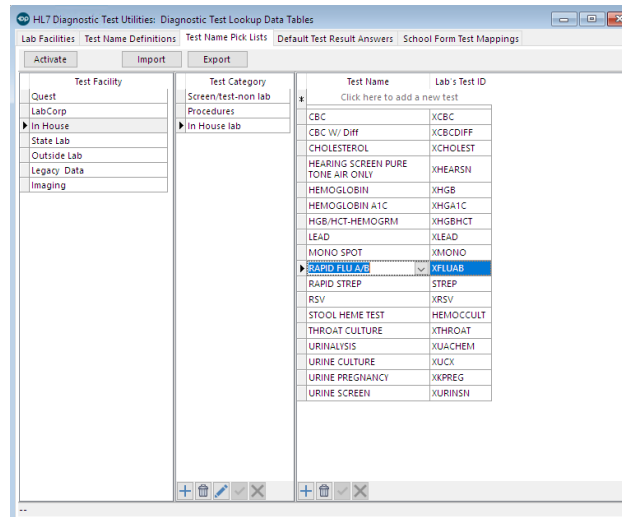 HL7 Diagnostic Test Utilities: Diagnostic Test Lookup Data Tables
Lab Facilities Test Name Definitions Test Name Pick Lists Default Test Result Answers School Form Test Mappings
Activate Import Export
Test Facility
Quest
LabCorp
In House
State Lab
Outside Lab
Legacy Data
Imaging
Test Category
Screen/test-non lab
Procedures
In House lab
Test Name Lab's Test ID
Click here to add a new test
CBC XCBC
CBC W/ Diff XCBCDIFF
CHOLESTEROL XCHOLEST
HEARING SCREEN PURE
TONE AIR ONLY XHEARSN
HEMOGLOBIN XHGB
HEMOGLOBIN A1C XHGA1C
HGB/HCT-HEMOGRM XHGBHCT
LEAD XLEAD
MONO SPOT XMONO
RAPID FLU A/B XFLUAB
RAPID STREP STREP
RSV XRSV
STOOL HEME TEST HEMOCCULT
THROAT CULTURE XTHROAT
URINALYSIS XUACHEM
URINE CULTURE XUCX
URINE PREGNANCY XKPREG
URINE SCREEN XURINSN
--